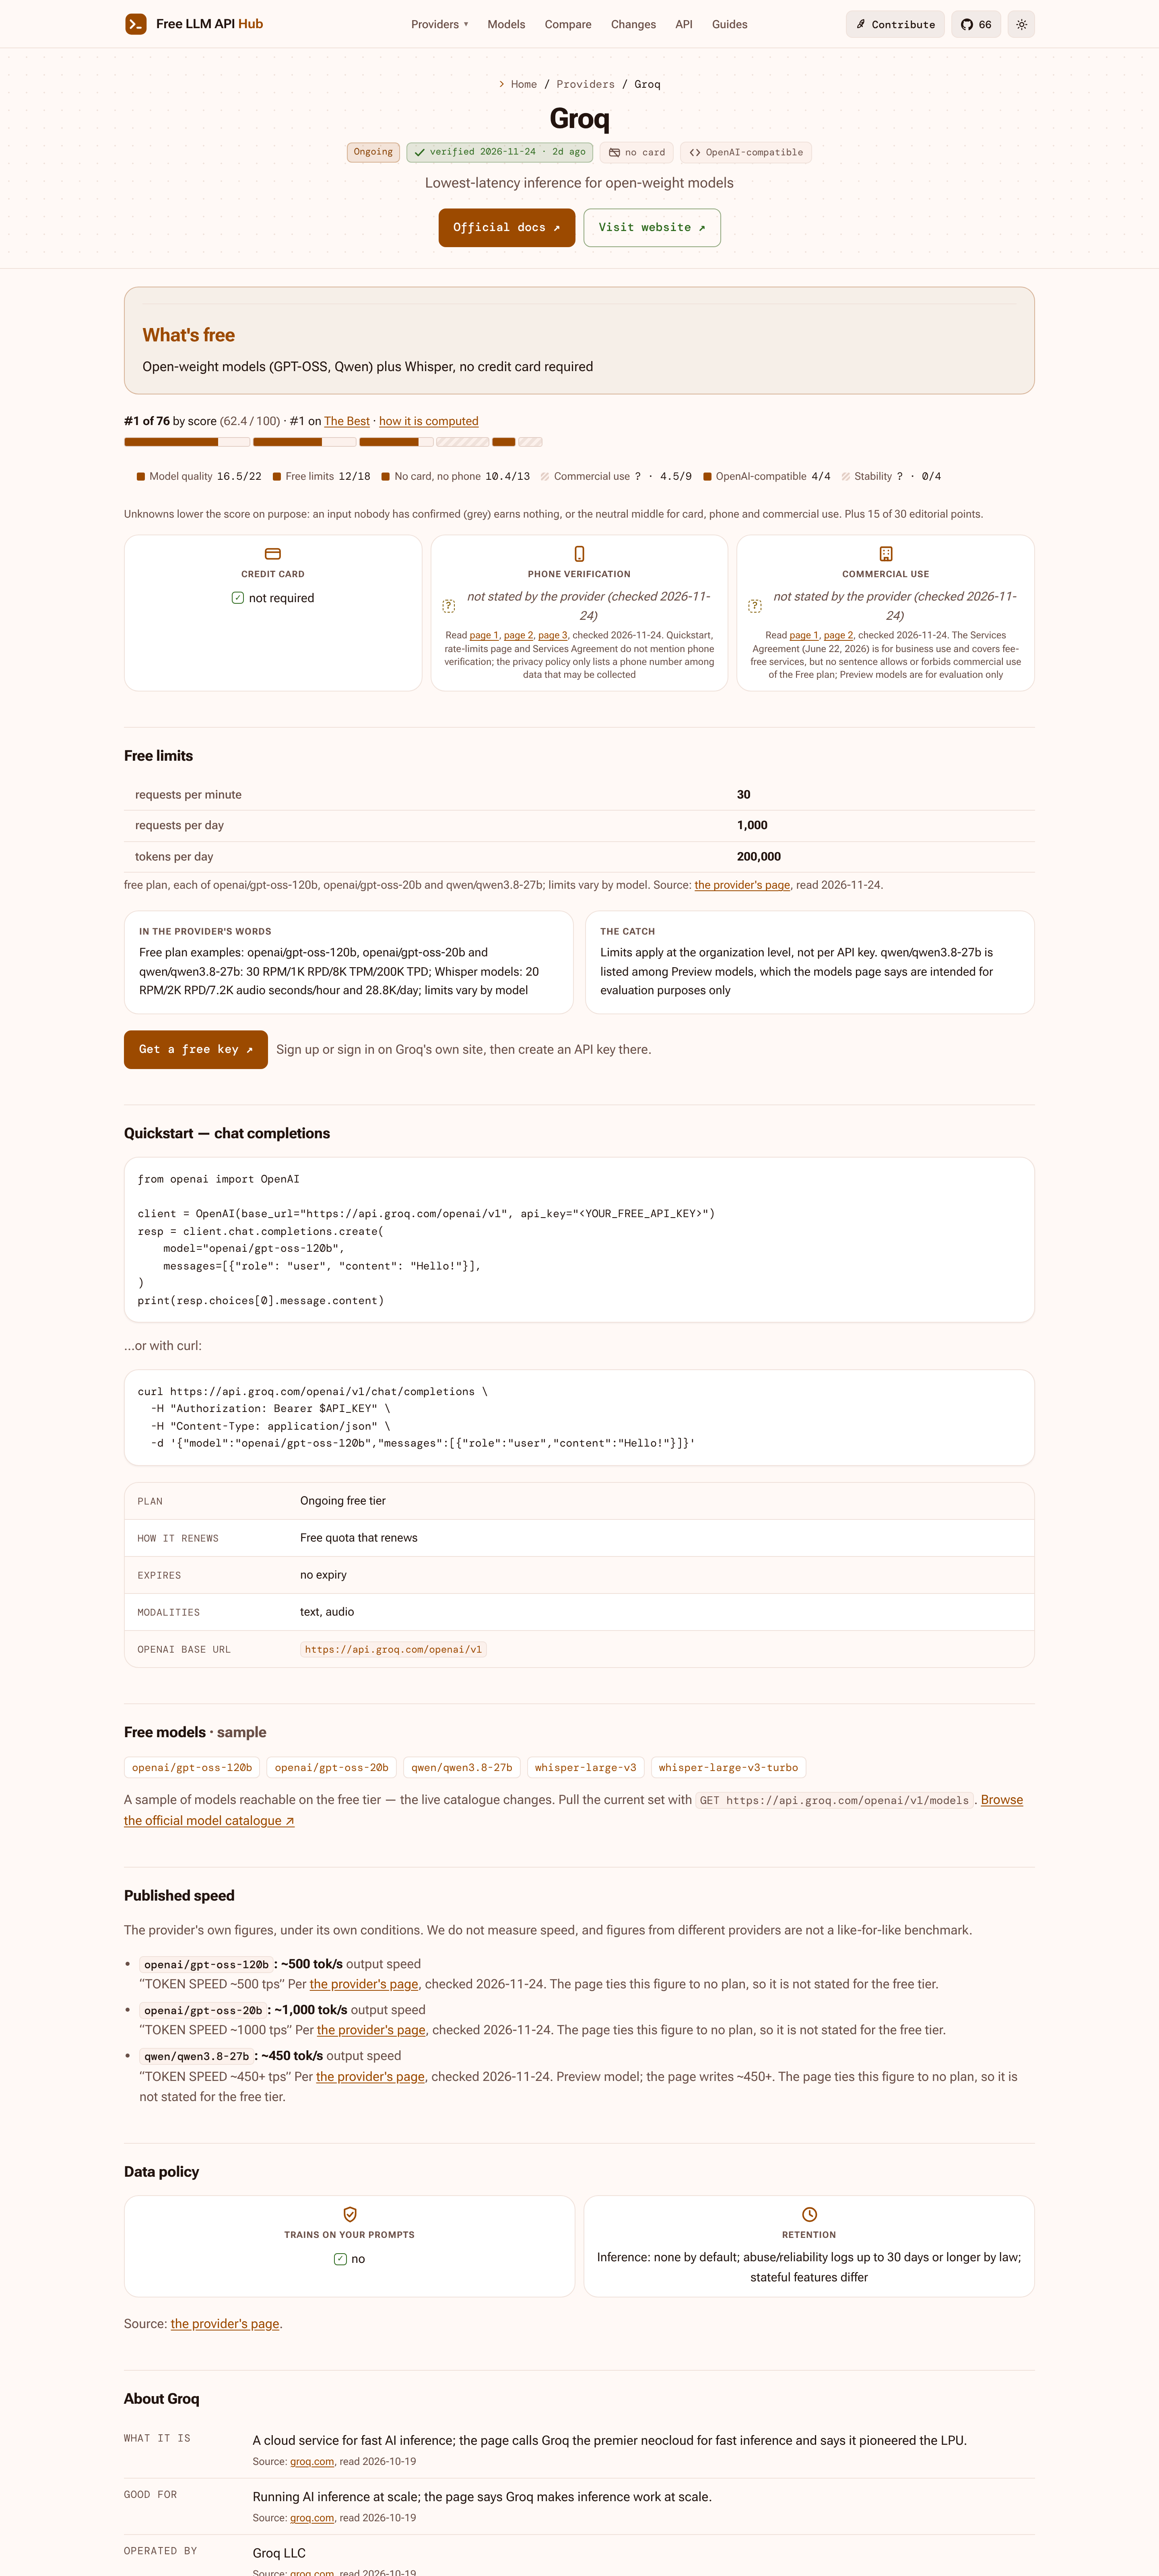 Free LLM API Hub
Providers ▾ Models Compare Changes API Guides
Contribute 66
> Home / Providers / Groq
Groq
Ongoing verified 2026-11-24 · 2d ago no card OpenAI-compatible
Lowest-latency inference for open-weight models
Official docs ↗ Visit website ↗
What's free
Open-weight models (GPT-OSS, Qwen) plus Whisper, no credit card required
#1 of 76 by score (62.4 / 100) · #1 on The Best · how it is computed
Model quality 16.5/22 Free limits 12/18 No card, no phone 10.4/13 Commercial use ? · 4.5/9 OpenAI-compatible 4/4 Stability ? · 0/4
Unknowns lower the score on purpose: an input nobody has confirmed (grey) earns nothing, or the neutral middle for card, phone and commercial use. Plus 15 of 30 editorial points.
CREDIT CARD
not required
PHONE VERIFICATION
? not stated by the provider (checked 2026-11-
24)
Read page 1, page 2, page 3, checked 2026-11-24. Quickstart,
rate-limits page and Services Agreement do not mention phone
verification; the privacy policy only lists a phone number among
data that may be collected
COMMERCIAL USE
? not stated by the provider (checked 2026-11-
24)
Read page 1, page 2, checked 2026-11-24. The Services
Agreement (June 22, 2026) is for business use and covers fee-
free services, but no sentence allows or forbids commercial use
of the Free plan; Preview models are for evaluation only
Free limits
requests per minute 30
requests per day 1,000
tokens per day 200,000
free plan, each of openai/gpt-oss-120b, openai/gpt-oss-20b and qwen/qwen3.8-27b; limits vary by model. Source: the provider's page, read 2026-11-24.
IN THE PROVIDER'S WORDS
Free plan examples: openai/gpt-oss-120b, openai/gpt-oss-20b and
qwen/qwen3.8-27b: 30 RPM/1K RPD/8K TPM/200K TPD; Whisper models: 20
RPM/2K RPD/7.2K audio seconds/hour and 28.8K/day; limits vary by model
THE CATCH
Limits apply at the organization level, not per API key. qwen/qwen3.8-27b is
listed among Preview models, which the models page says are intended for
evaluation purposes only
Get a free key ↗ Sign up or sign in on Groq's own site, then create an API key there.
Quickstart — chat completions
from openai import OpenAI
client = OpenAI(base_url="https://api.groq.com/openai/v1", api_key="<YOUR_FREE_API_KEY>")
resp = client.chat.completions.create(
    model="openai/gpt-oss-120b",
    messages=[{"role": "user", "content": "Hello!"}],
)
print(resp.choices[0].message.content)
…or with curl:
curl https://api.groq.com/openai/v1/chat/completions \
  -H "Authorization: Bearer $API_KEY" \
  -H "Content-Type: application/json" \
  -d '{"model":"openai/gpt-oss-120b","messages":[{"role":"user","content":"Hello!"}]}'
PLAN Ongoing free tier
HOW IT RENEWS Free quota that renews
EXPIRES no expiry
MODALITIES text, audio
OPENAI BASE URL https://api.groq.com/openai/v1
Free models · sample
openai/gpt-oss-120b openai/gpt-oss-20b qwen/qwen3.8-27b whisper-large-v3 whisper-large-v3-turbo
A sample of models reachable on the free tier — the live catalogue changes. Pull the current set with GET https://api.groq.com/openai/v1/models . Browse
the official model catalogue ↗
Published speed
The provider's own figures, under its own conditions. We do not measure speed, and figures from different providers are not a like-for-like benchmark.
• openai/gpt-oss-120b : ~500 tok/s output speed
“TOKEN SPEED ~500 tps” Per the provider's page, checked 2026-11-24. The page ties this figure to no plan, so it is not stated for the free tier.
• openai/gpt-oss-20b : ~1,000 tok/s output speed
“TOKEN SPEED ~1000 tps” Per the provider's page, checked 2026-11-24. The page ties this figure to no plan, so it is not stated for the free tier.
• qwen/qwen3.8-27b : ~450 tok/s output speed
“TOKEN SPEED ~450+ tps” Per the provider's page, checked 2026-11-24. Preview model; the page writes ~450+. The page ties this figure to no plan, so it is
not stated for the free tier.
Data policy
TRAINS ON YOUR PROMPTS
no
RETENTION
Inference: none by default; abuse/reliability logs up to 30 days or longer by law;
stateful features differ
Source: the provider's page.
About Groq
WHAT IT IS A cloud service for fast AI inference; the page calls Groq the premier neocloud for fast inference and says it pioneered the LPU.
Source: groq.com, read 2026-10-19
GOOD FOR Running AI inference at scale; the page says Groq makes inference work at scale.
Source: groq.com, read 2026-10-19
OPERATED BY Groq LLC
Source: groq.com, read 2026-10-19